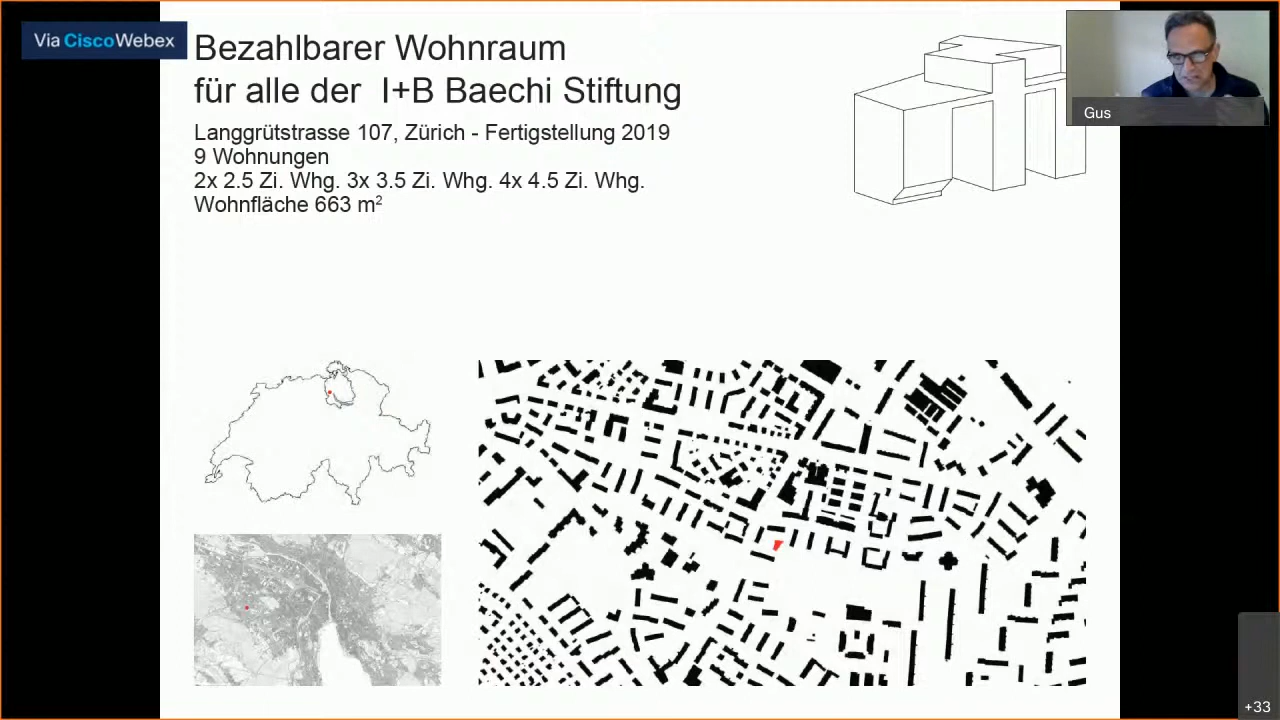 Via Cisco Webex
Bezahlbarer Wohnraum
für alle der I+B Baechi Stiftung
Langgrütstrasse 107, Zürich - Fertigstellung 2019
9 Wohnungen
2x 2.5 Zi. Whg. 3x 3.5 Zi. Whg. 4x 4.5 Zi. Whg.
Wohnfläche 663 m²
Gus
+33